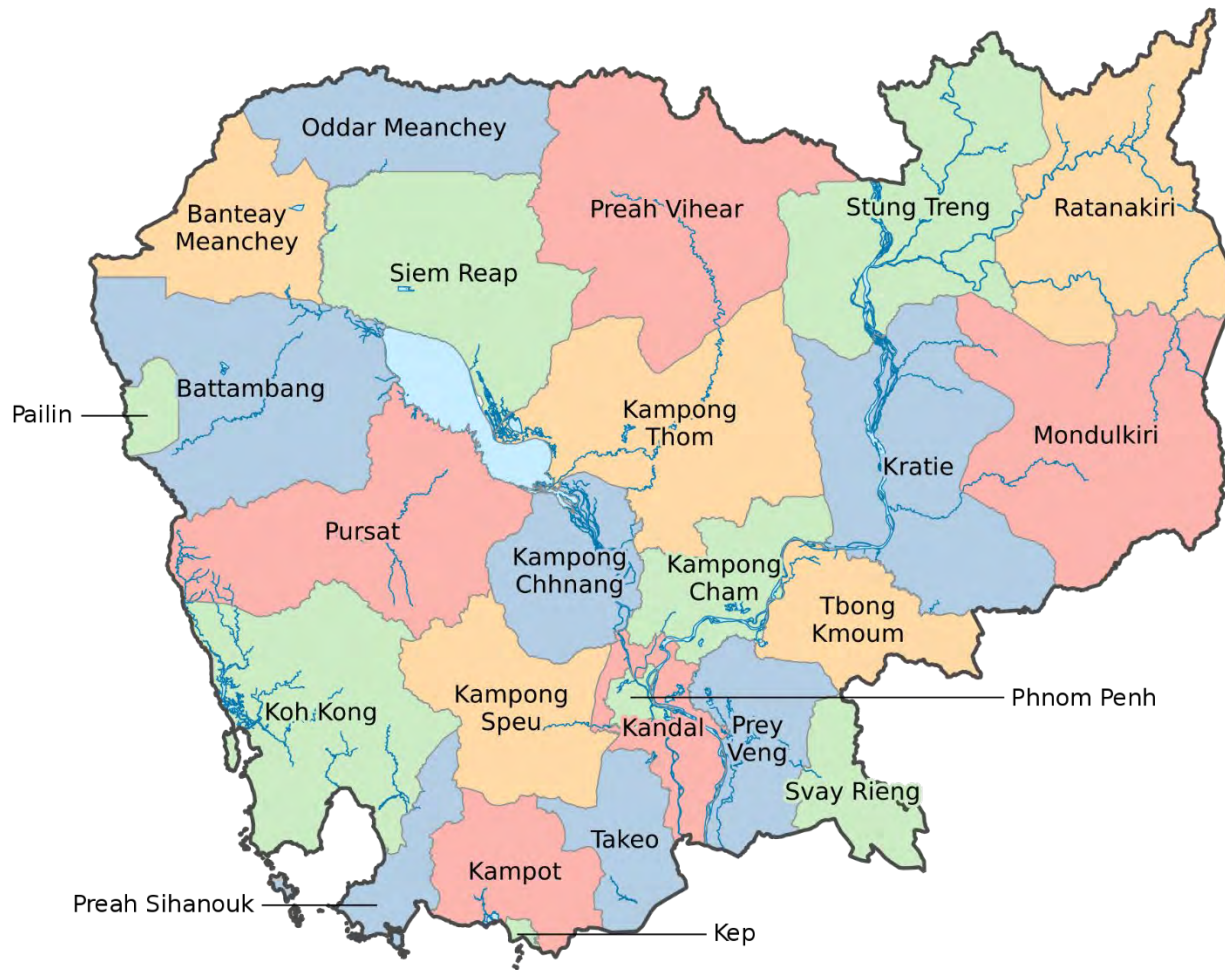 Oddar Meanchey
Banteay
Meanchey
Preah Vihear
Stung Treng
Ratanakiri
Siem Reap
Battambang
Pailin
Kampong
Thom
Kratie
Mondulkiri
Pursat
Kampong
Chhnang
Kampong
Cham
Tbong
Kmoum
Koh Kong
Kampong
Speu
Phnom Penh
Kandal
Prey
Veng
Svay Rieng
Takeo
Kampot
Preah Sihanouk
Kep